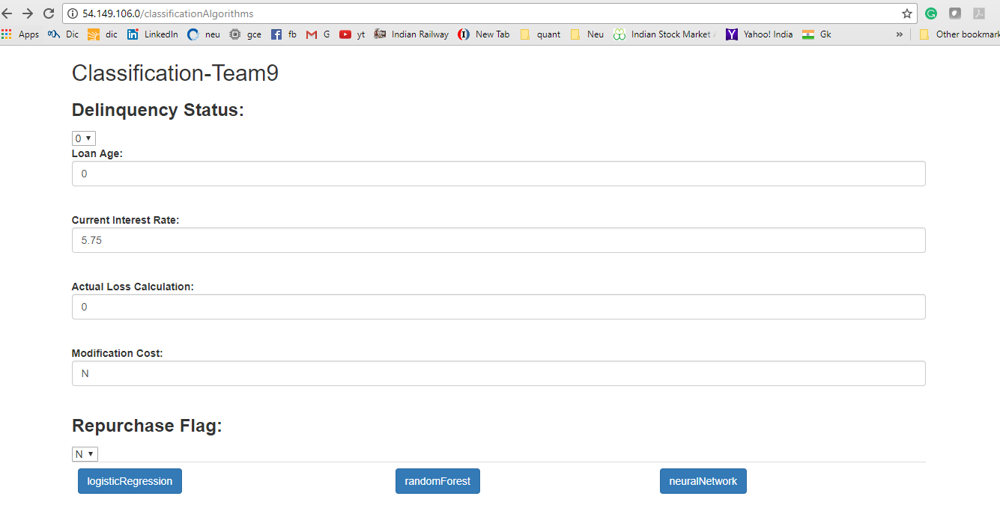 54.149.106.0/classificationAlgorithms
Apps Dic dic LinkedIn neu gce fb G yt Indian Railway New Tab quant Neu Indian Stock Market Yahoo! India Gk » Other bookmark
Classification-Team9
Delinquency Status:
0
Loan Age:
0
Current Interest Rate:
5.75
Actual Loss Calculation:
0
Modification Cost:
N
Repurchase Flag:
N
logisticRegression randomForest neuralNetwork